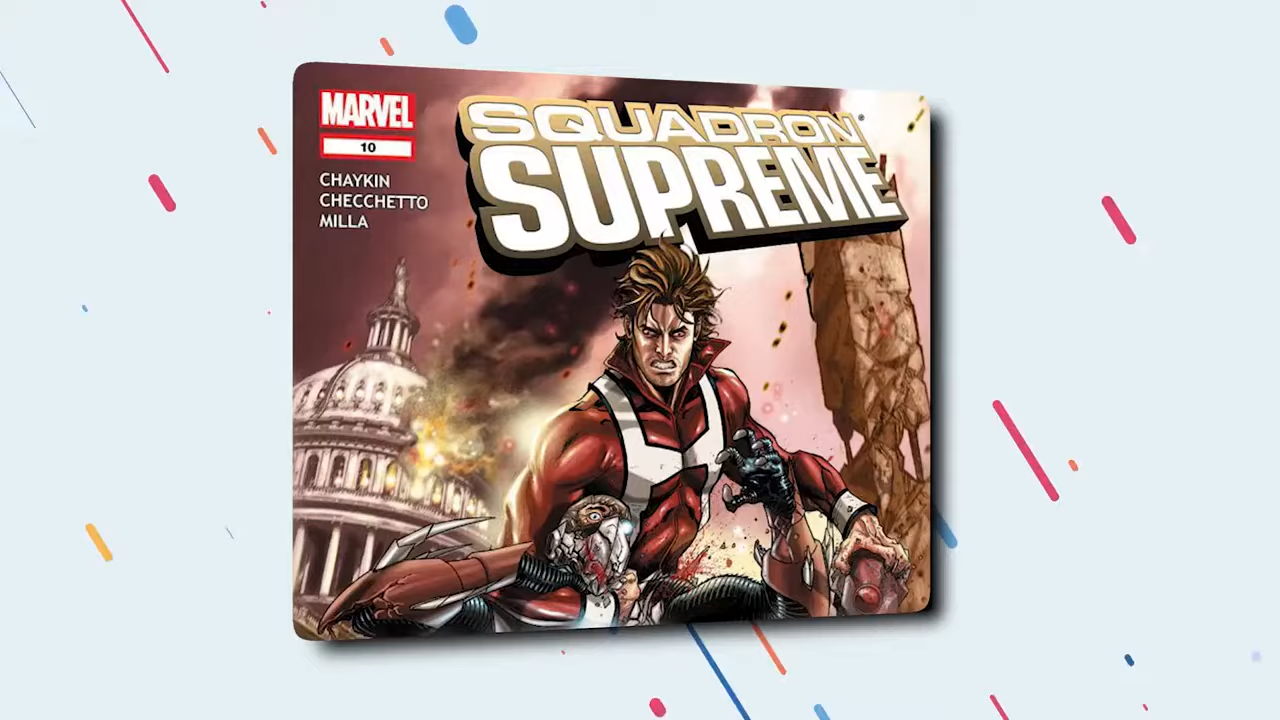 MARVEL
10
CHAYKIN
CHECCHETTO
MILLA
SQUADRON
SUPREME